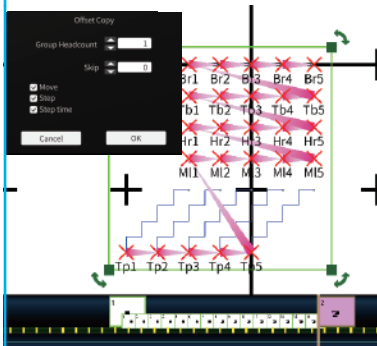 Offset Copy
Group Headcount 1
Skip 0
Move
Step
Step time
Cancel OK
Br1 Br2 Br3 Br4 Br5
Tb1 Tb2 Tb3 Tb4 Tb5
Hr1 Hr2 Hr3 Hr4 Hr5
Ml1 Ml2 Ml3 Ml4 Ml5
Tp1 Tp2 Tp3 Tp4 Tp5
1 2